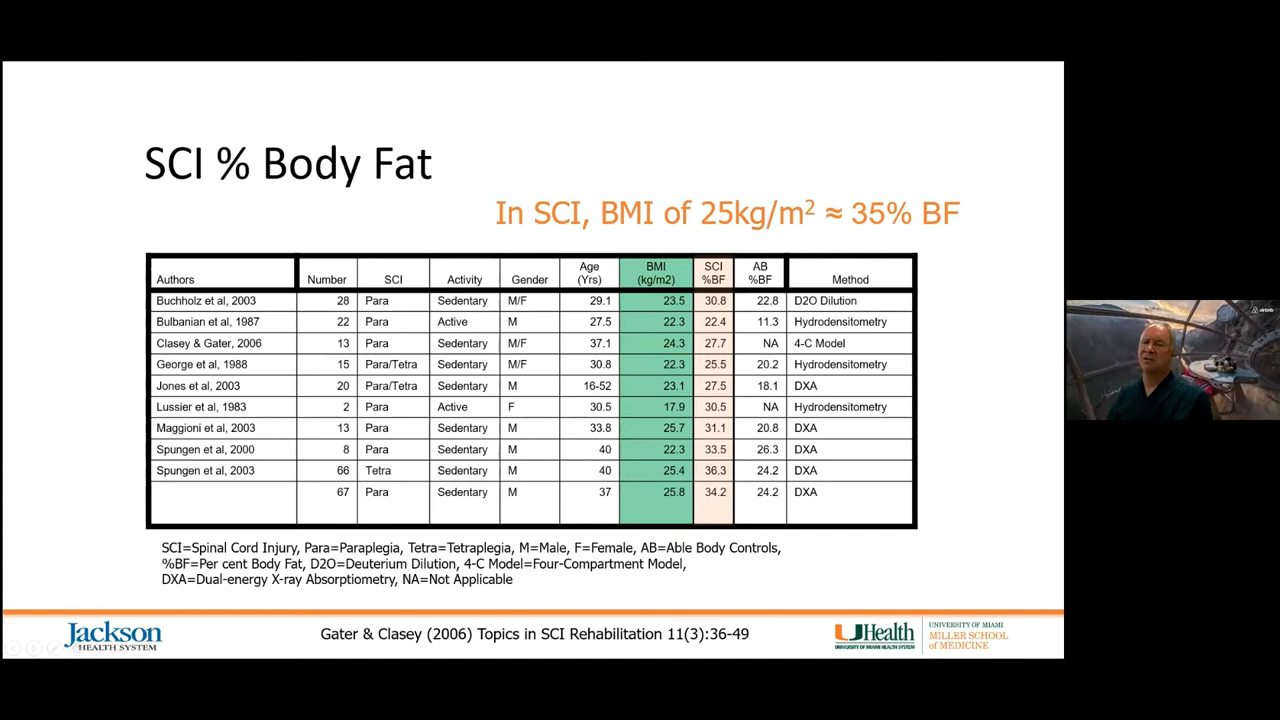 SCI % Body Fat
In SCI, BMI of 25kg/m² ≈ 35% BF
Authors Number SCI Activity Gender Age (Yrs) BMI (kg/m2) SCI %BF AB %BF Method
Buchholz et al, 2003 28 Para Sedentary M/F 29.1 23.5 30.8 22.8 D2O Dilution
Bulbanian et al, 1987 22 Para Active M 27.5 22.3 22.4 11.3 Hydrodensitometry
Clasey & Gater, 2006 13 Para Sedentary M/F 37.1 24.3 27.7 NA 4-C Model
George et al, 1988 15 Para/Tetra Sedentary M/F 30.8 22.3 25.5 20.2 Hydrodensitometry
Jones et al, 2003 20 Para/Tetra Sedentary M 16-52 23.1 27.5 18.1 DXA
Lussier et al, 1983 2 Para Active F 30.5 17.9 30.5 NA Hydrodensitometry
Maggioni et al, 2003 13 Para Sedentary M 33.8 25.7 31.1 20.8 DXA
Spungen et al, 2000 8 Para Sedentary M 40 22.3 33.5 26.3 DXA
Spungen et al, 2003 66 Tetra Sedentary M 40 25.4 36.3 24.2 DXA
67 Para Sedentary M 37 25.8 34.2 24.2 DXA
SCI=Spinal Cord Injury, Para=Paraplegia, Tetra=Tetraplegia, M=Male, F=Female, AB=Able Body Controls,
%BF=Per cent Body Fat, D2O=Deuterium Dilution, 4-C Model=Four-Compartment Model,
DXA=Dual-energy X-ray Absorptiometry, NA=Not Applicable
Jackson
HEALTH SYSTEM
Gater & Clasey (2006) Topics in SCI Rehabilitation 11(3):36-49
UHealth
UNIVERSITY OF MIAMI HEALTH SYSTEM
UNIVERSITY OF MIAMI
MILLER SCHOOL
of MEDICINE
airbnb